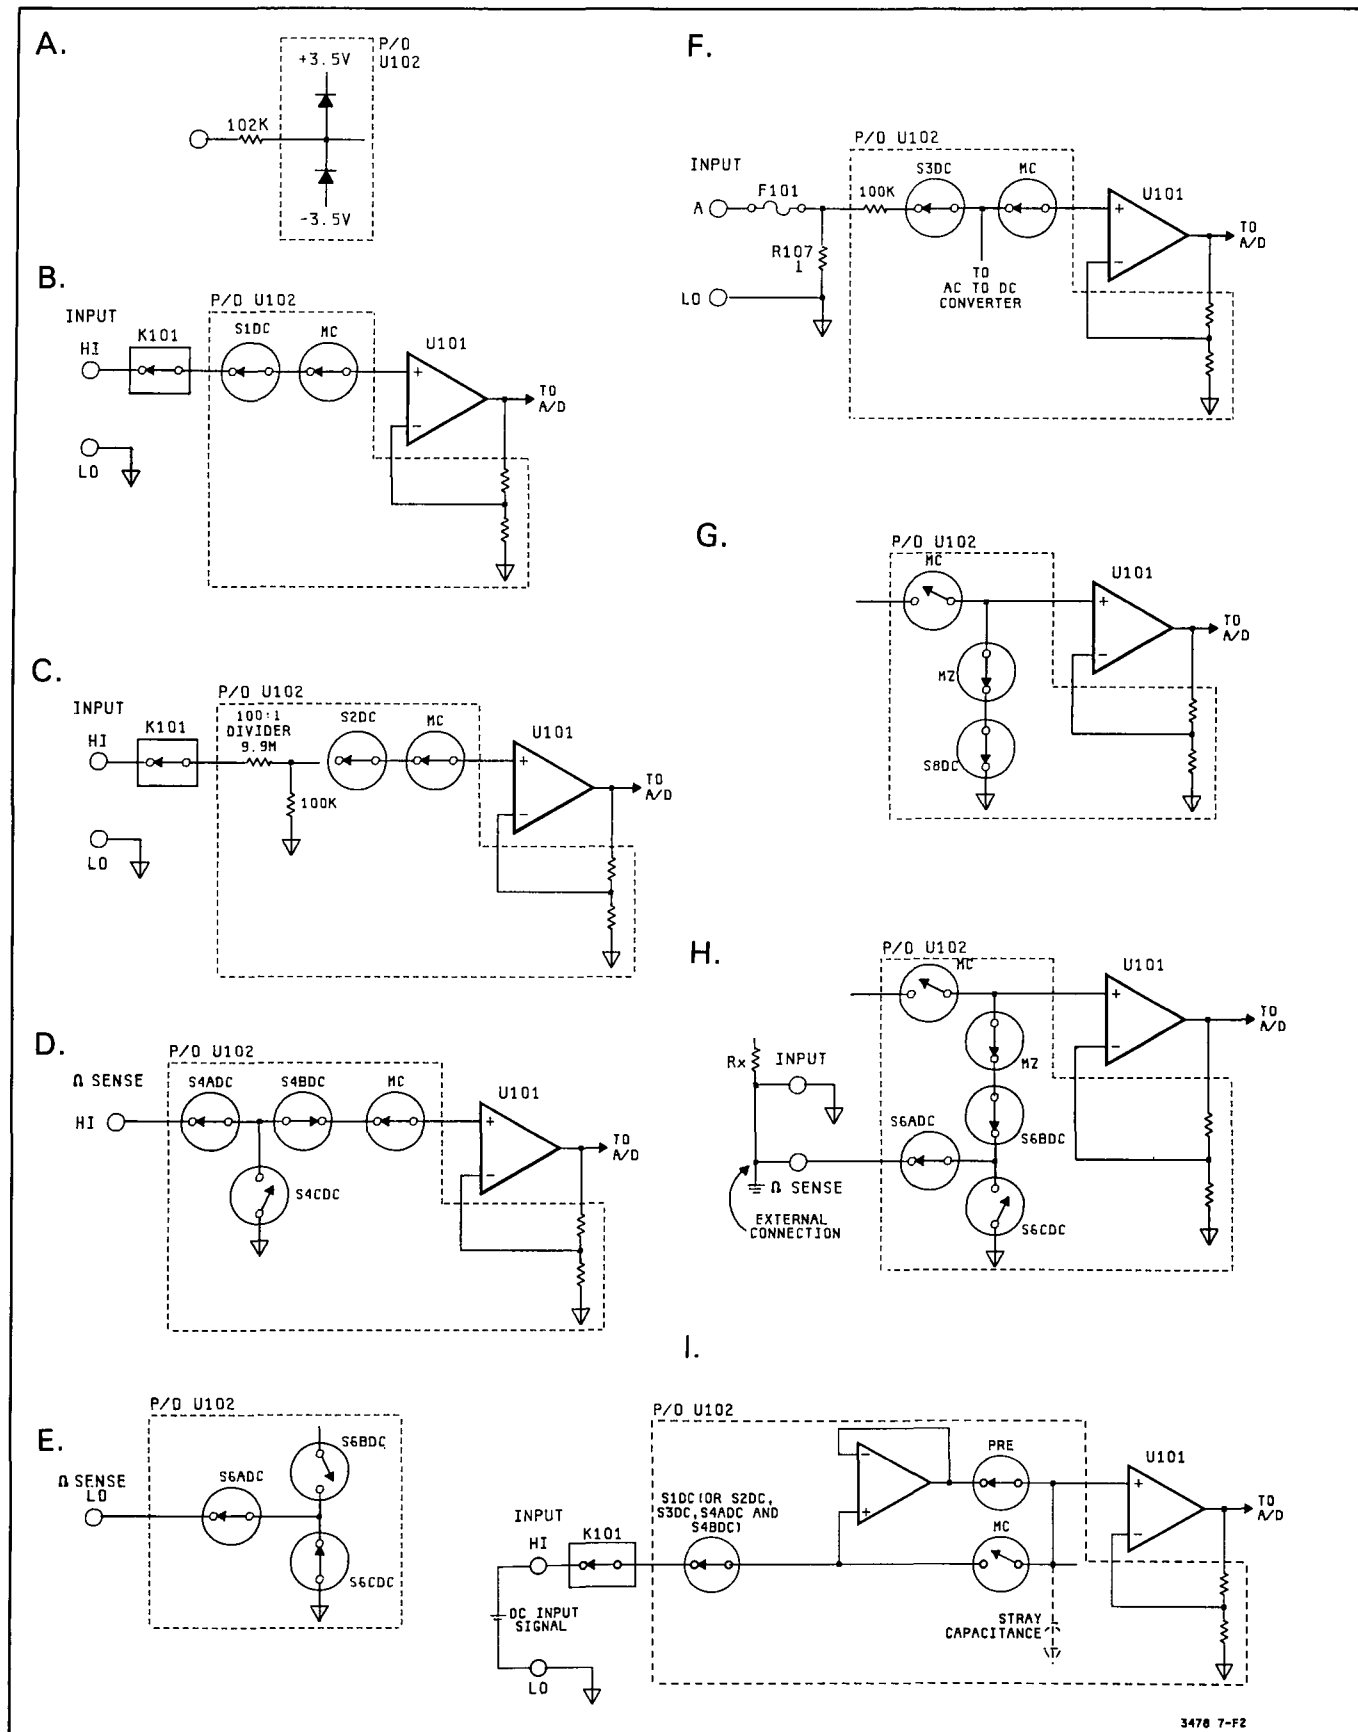 A.
P/O
U102
+3.5V
102K
-3.5V
B.
P/O U102
INPUT
HI
K101
S1DC
MC
U101
+
-
TO
A/D
LO
C.
P/O U102
INPUT
HI
K101
100:1
DIVIDER
9.9M
S2DC
MC
U101
+
-
100K
TO
A/D
LO
D.
P/O U102
Ω SENSE
HI
S4ADC
S4BDC
MC
U101
+
-
S4CDC
TO
A/D
E.
P/O U102
Ω SENSE
LO
S6ADC
S6BDC
S6CDC
F.
P/O U102
INPUT
A
F101
100K
S3DC
MC
U101
+
-
R107
1
TO
AC TO DC
CONVERTER
TO
A/D
LO
G.
P/O U102
MC
U101
+
-
MZ
S8DC
TO
A/D
H.
P/O U102
MC
U101
+
-
TO
A/D
Rx
INPUT
MZ
S6ADC
S6BDC
Ω SENSE
S6CDC
EXTERNAL
CONNECTION
I.
P/O U102
INPUT
HI
K101
S1DC(OR S2DC,
S3DC,S4ADC AND
S4BDC)
-
+
PRE
MC
U101
+
-
TO
A/D
DC INPUT
SIGNAL
STRAY
CAPACITANCE
LO
3478 7-F2